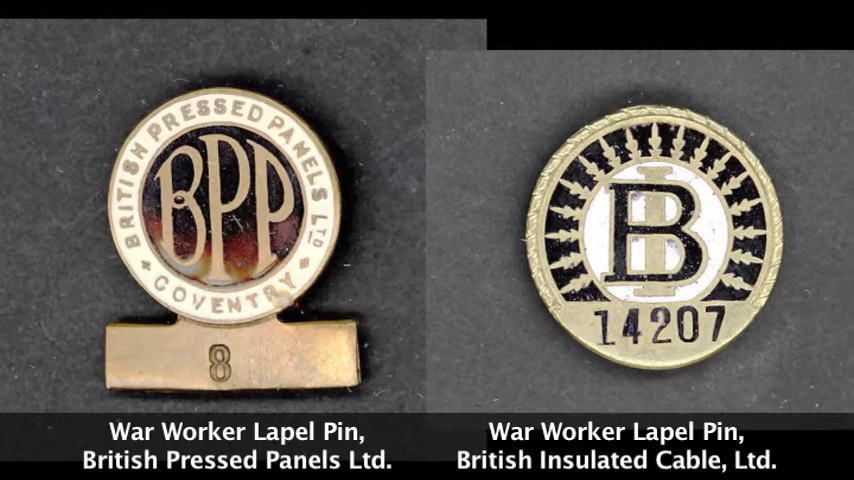 BRITISH PRESSED PANELS LTD
BPP
COVENTRY
8
BI
14207
War Worker Lapel Pin,
British Pressed Panels Ltd.
War Worker Lapel Pin,
British Insulated Cable, Ltd.